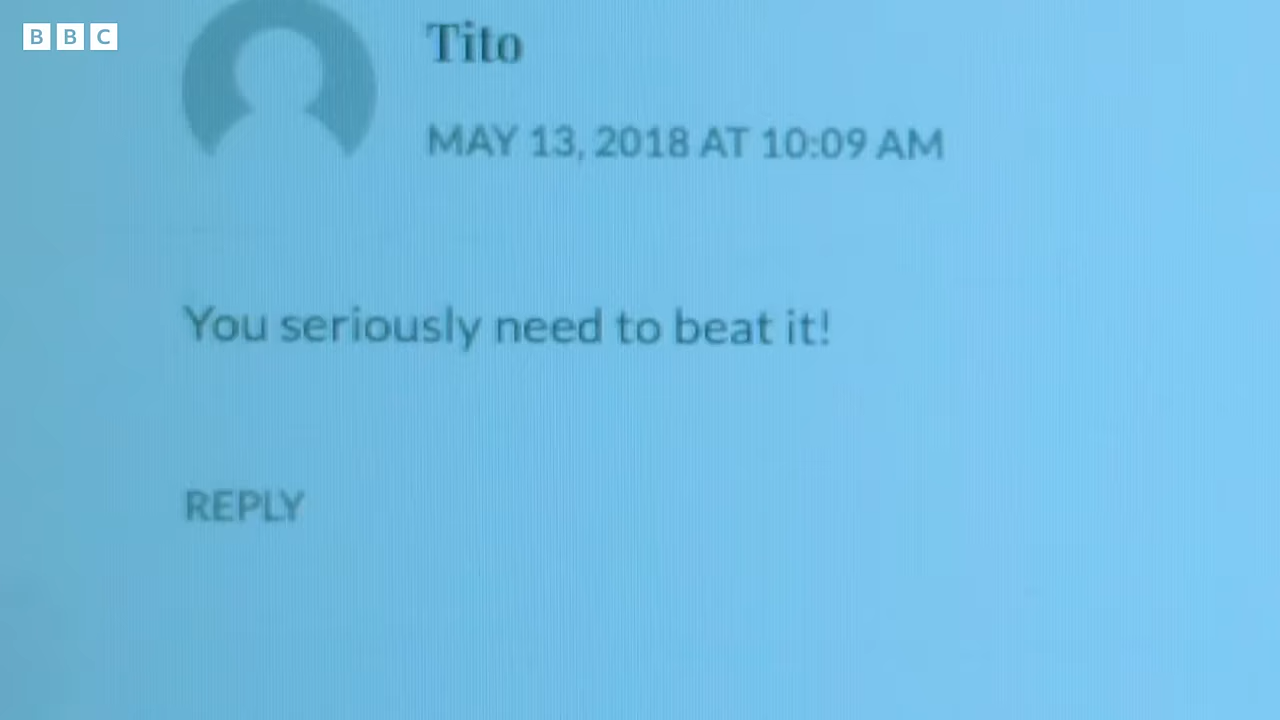 BBC
Tito
MAY 13, 2018 AT 10:09 AM
You seriously need to beat it!
REPLY